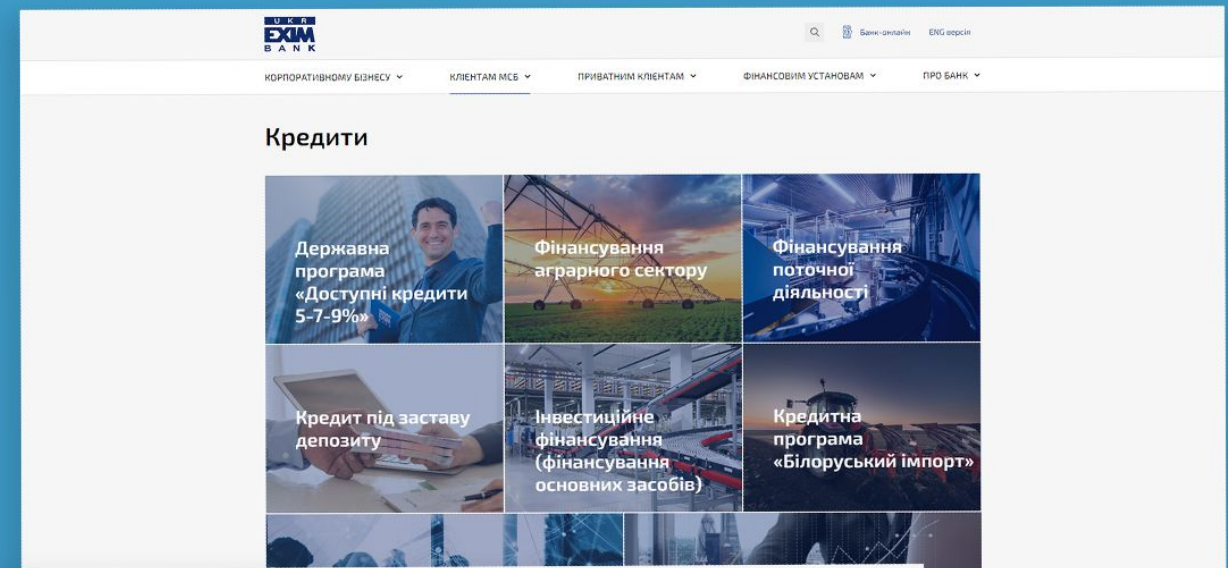 UKR
EXIM
BANK
Банк-онлайн
ENG версія
КОРПОРАТИВНОМУ БІЗНЕСУ
КЛІЄНТАМ МСБ
ПРИВАТНИМ КЛІЄНТАМ
ФІНАНСОВИМ УСТАНОВАМ
ПРО БАНК
Кредити
Державна
програма
«Доступні кредити
5-7-9%»
Фінансування
аграрного сектору
Фінансування
поточної
діяльності
Кредит під заставу
депозиту
Інвестиційне
фінансування
(фінансування
основних засобів)
Кредитна
програма
«Білоруський імпорт»